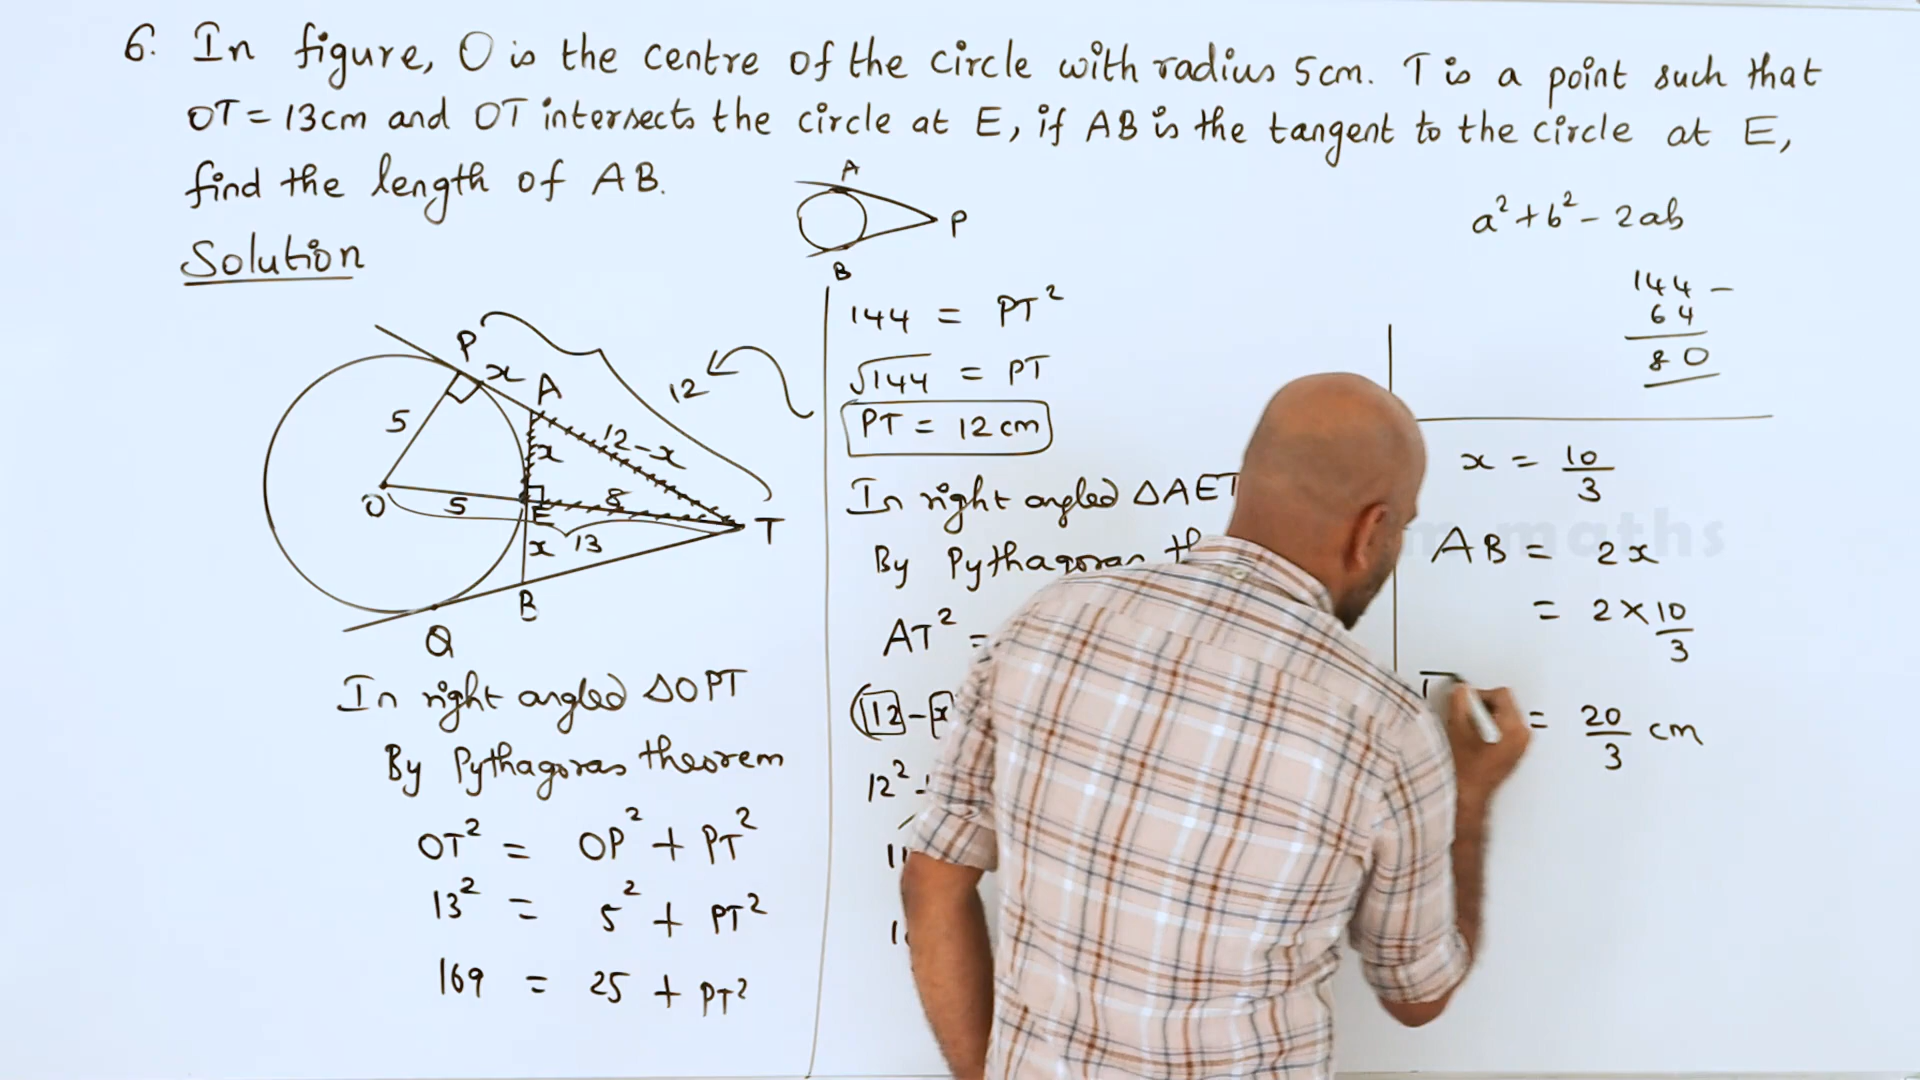 6. In figure, O is the centre of the circle with radius 5cm. T is a point such that
OT = 13cm and OT intersects the circle at E, if AB is the tangent to the circle at E,
find the length of AB.
Solution
A
P
B
a² + b² - 2ab
144 -
64
80
P
x
A
5
12
12-x
x
O
5
E
8
13
x
T
B
Q
In right angled ΔOPT
By Pythagoras theorem
OT² = OP² + PT²
13² = 5² + PT²
169 = 25 + PT²
144 = PT²
√144 = PT
PT = 12 cm
In right angled ΔAET
By Pythagoras
AT² =
(12 - x
12²
x = 10/3
AB = 2x
= 2 × 10/3
= 20/3 cm
maths